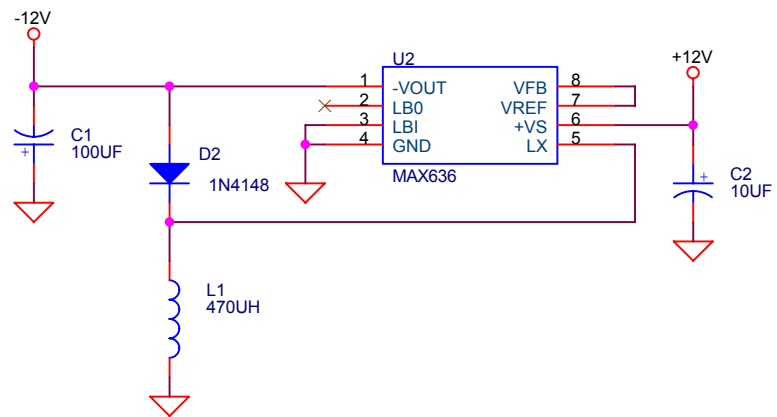 -12V
+12V
U2
1 -VOUT VFB 8
2 LB0 VREF 7
3 LBI +VS 6
4 GND LX 5
MAX636
C1
100UF
+
D2
1N4148
+
C2
10UF
L1
470UH